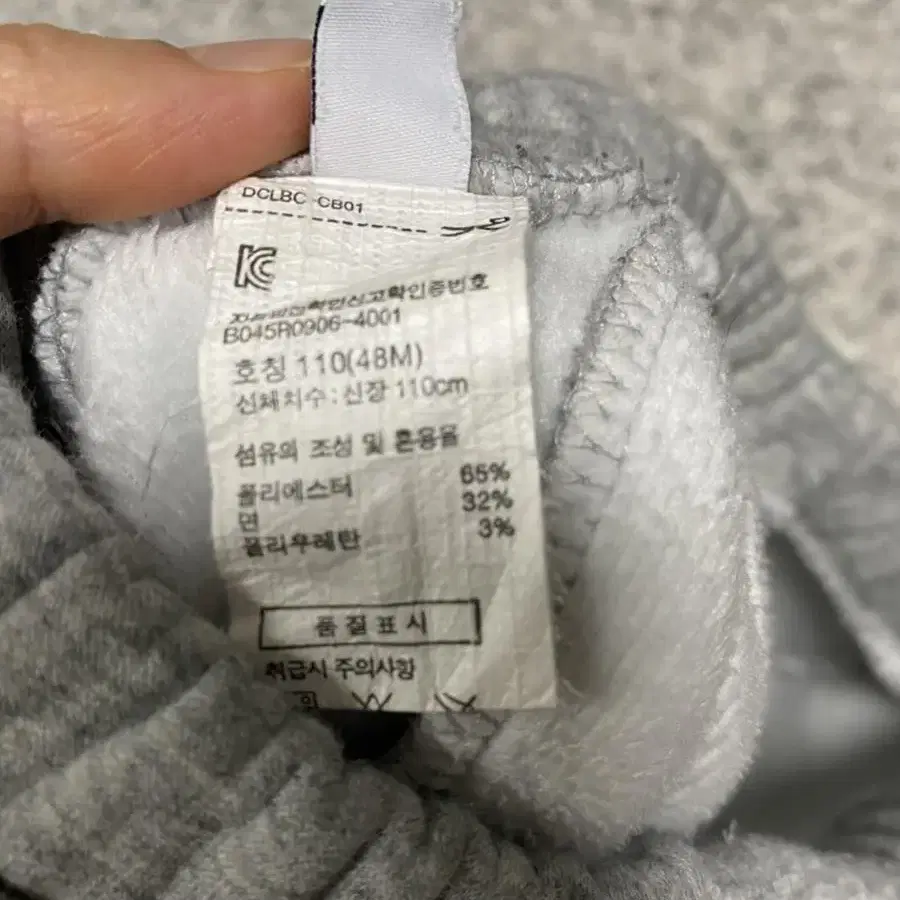 DCLBC CB01
KC
B045R0906-4001
호칭 110(48M)
신체치수 : 신장 110cm
섬유의 조성 및 혼용율
폴리에스터 65%
면 32%
폴리우레탄 3%
품질표시
취급시 주의사항